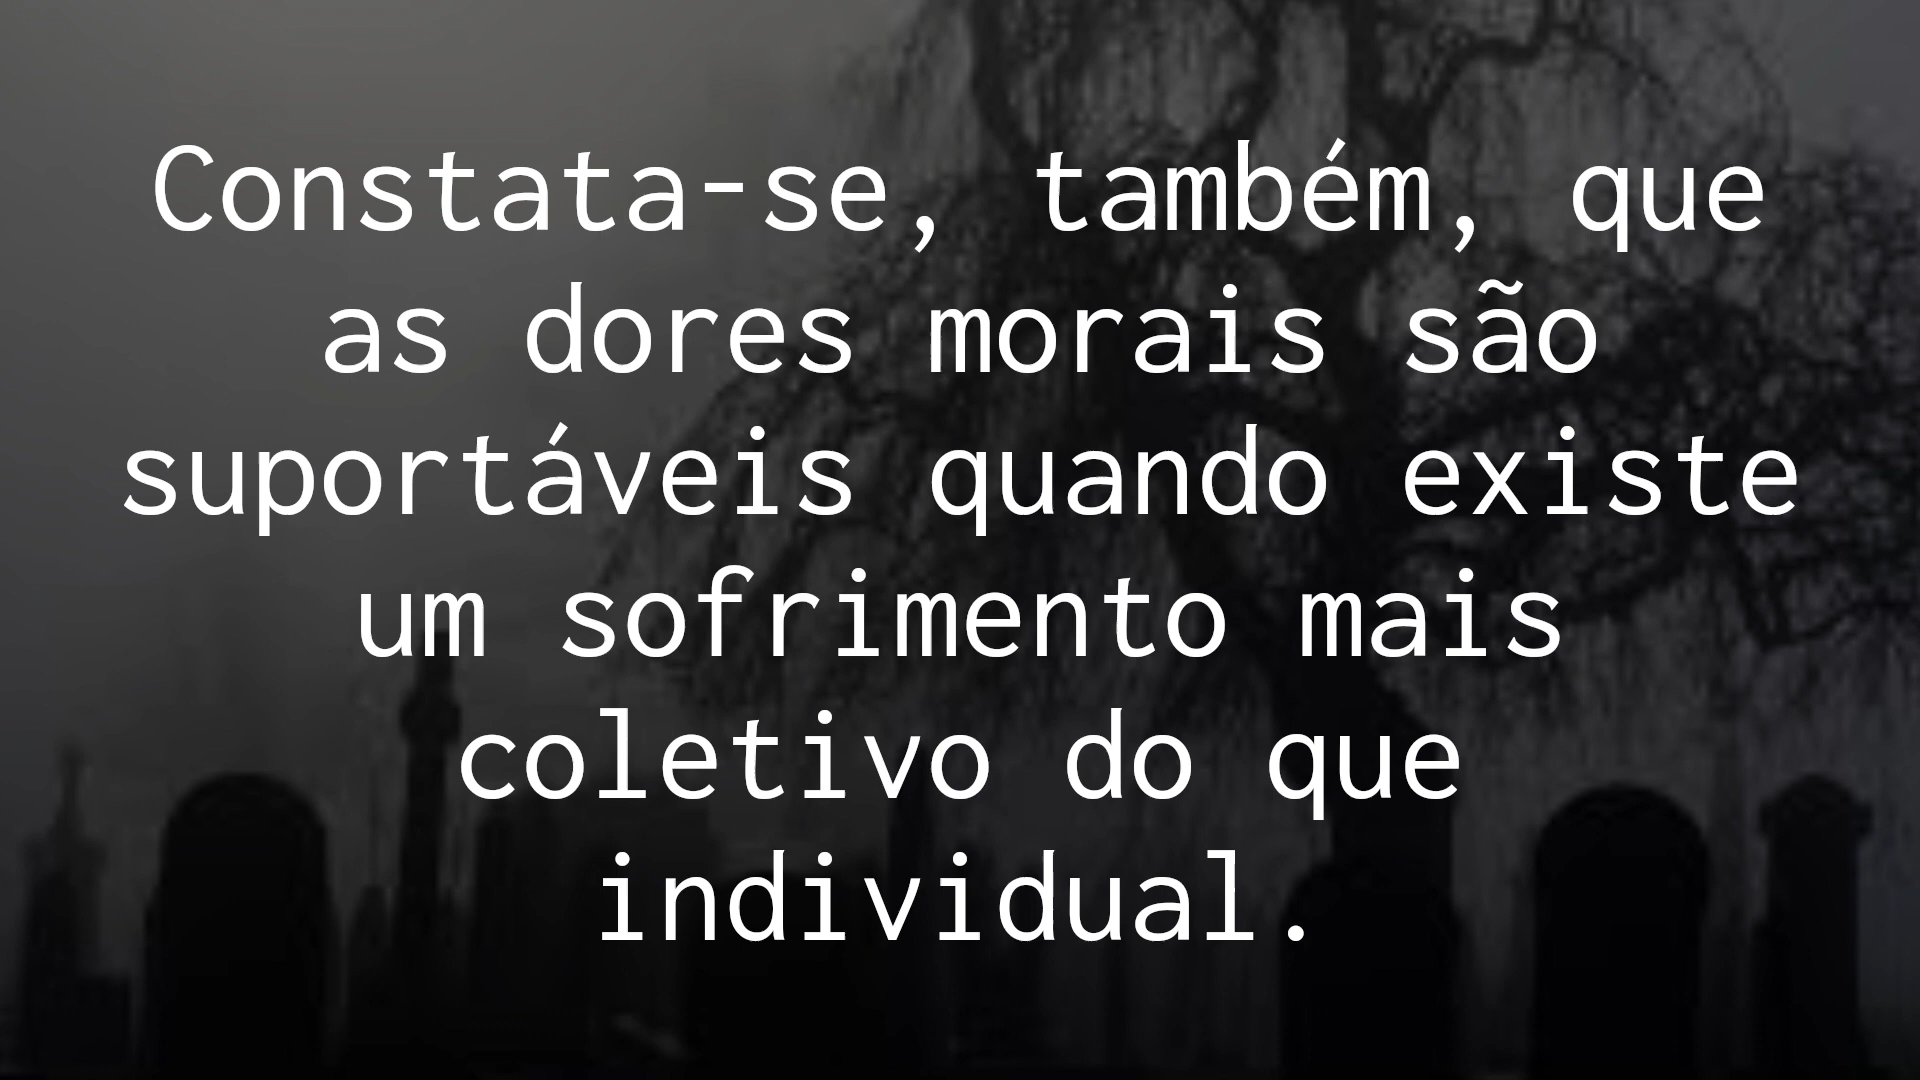 Constata-se, também, que
as dores morais são
suportáveis quando existe
um sofrimento mais
coletivo do que
individual.